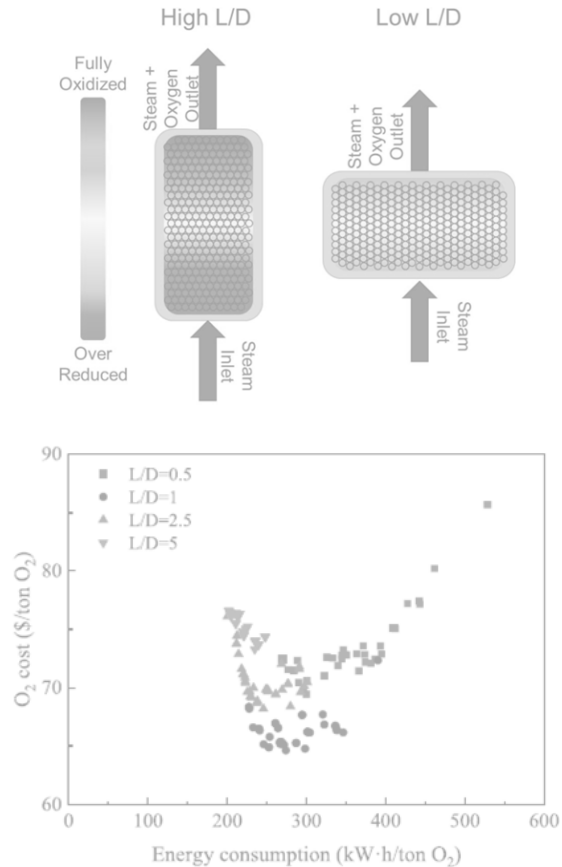 High L/D
Low L/D
Fully
Oxidized
Over
Reduced
Steam +
Oxygen
Outlet
Steam
Inlet
Steam +
Oxygen
Outlet
Steam
Inlet
90
80
70
60
O₂ cost ($/ton O₂)
L/D=0.5
L/D=1
L/D=2.5
L/D=5
0
100
200
300
400
500
600
Energy consumption (kW·h/ton O₂)